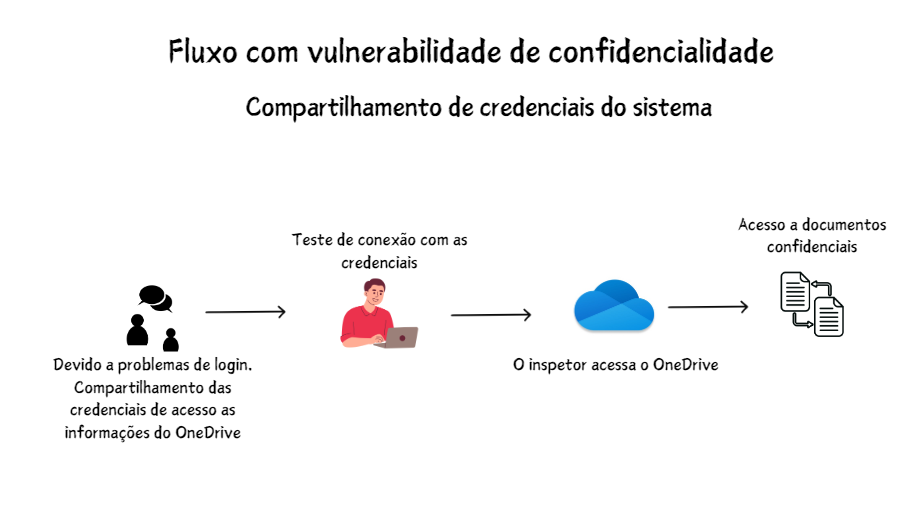 Fluxo com vulnerabilidade de confidencialidade
Compartilhamento de credenciais do sistema
Acesso a documentos
confidenciais
Teste de conexão com as
credenciais
Devido a problemas de login.
Compartilhamento das
credenciais de acesso as
informações do OneDrive
O inspetor acessa o OneDrive